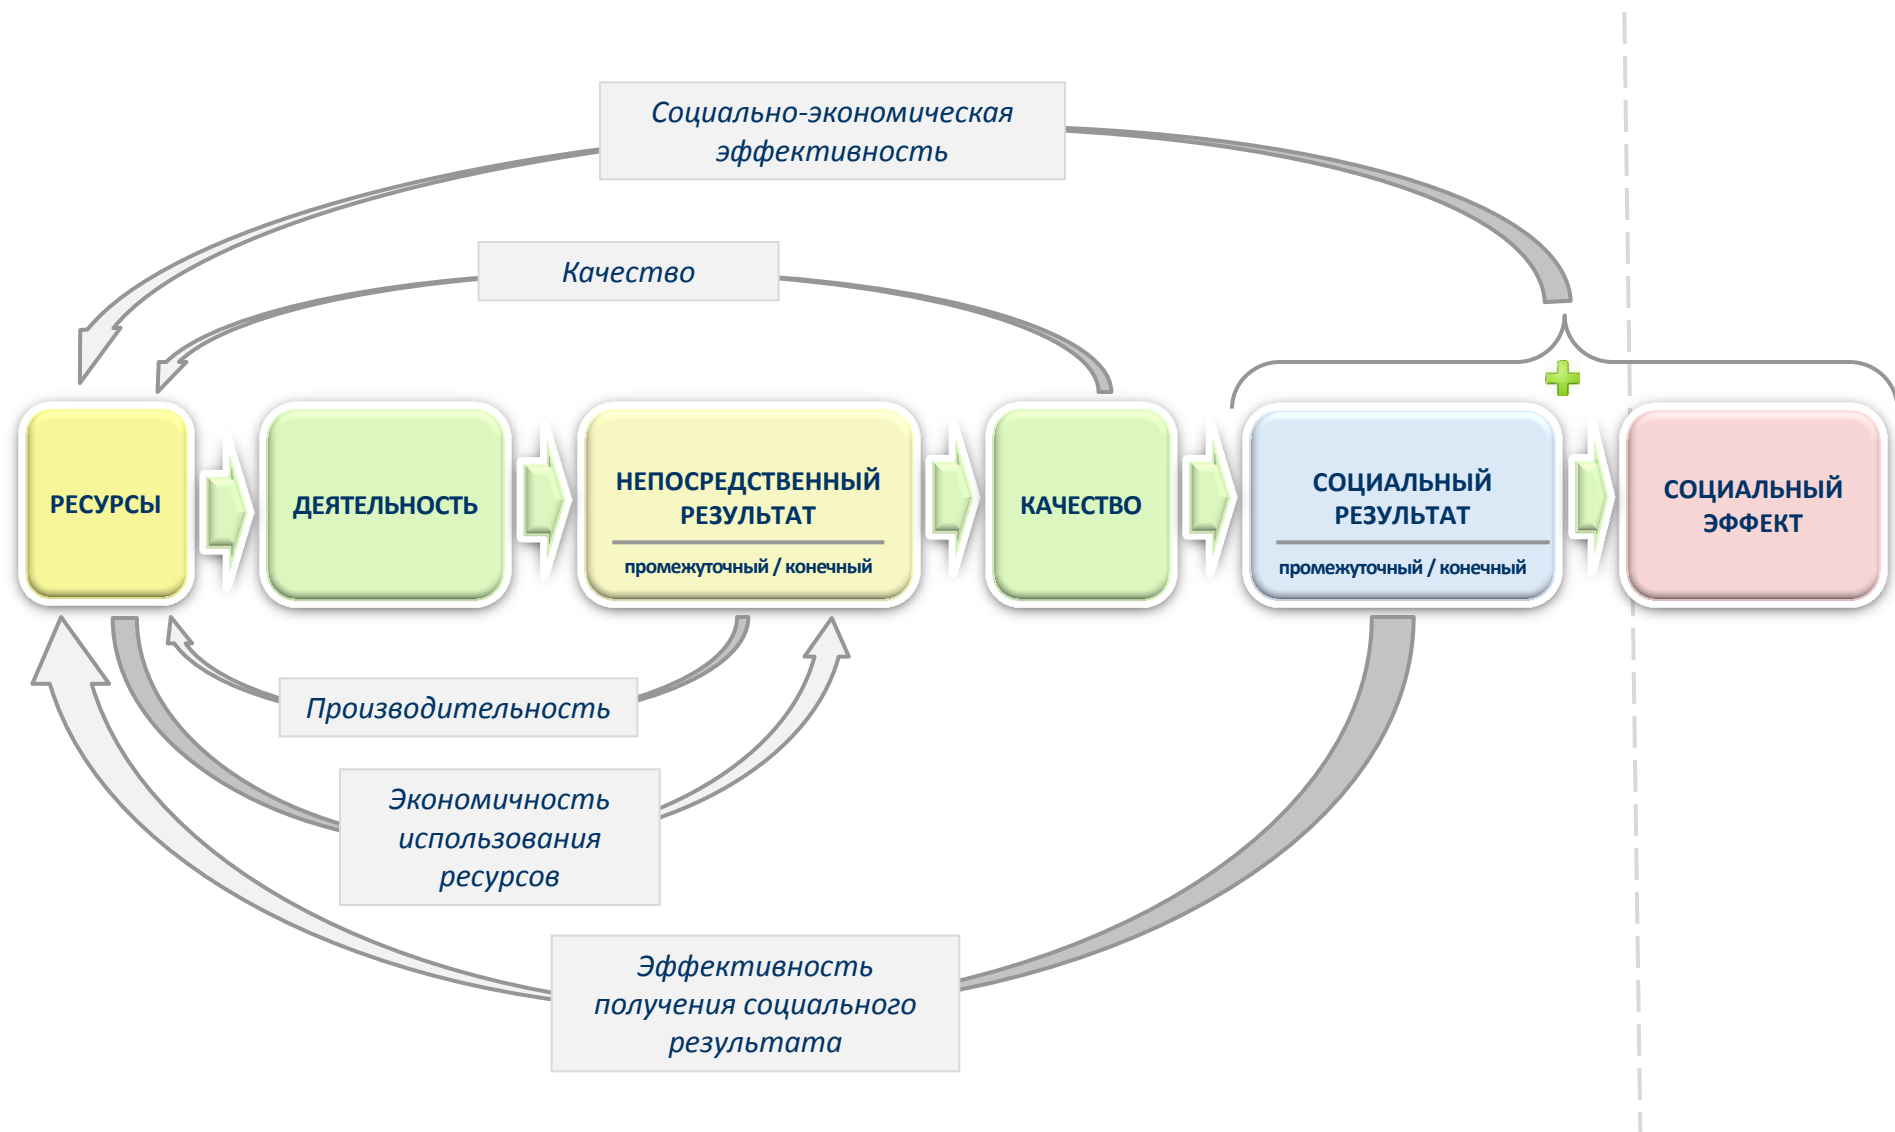 Социально-экономическая
эффективность
Качество
РЕСУРСЫ
ДЕЯТЕЛЬНОСТЬ
НЕПОСРЕДСТВЕННЫЙ
РЕЗУЛЬТАТ
промежуточный / конечный
КАЧЕСТВО
СОЦИАЛЬНЫЙ
РЕЗУЛЬТАТ
промежуточный / конечный
СОЦИАЛЬНЫЙ
ЭФФЕКТ
Производительность
Экономичность
использования
ресурсов
Эффективность
получения социального
результата